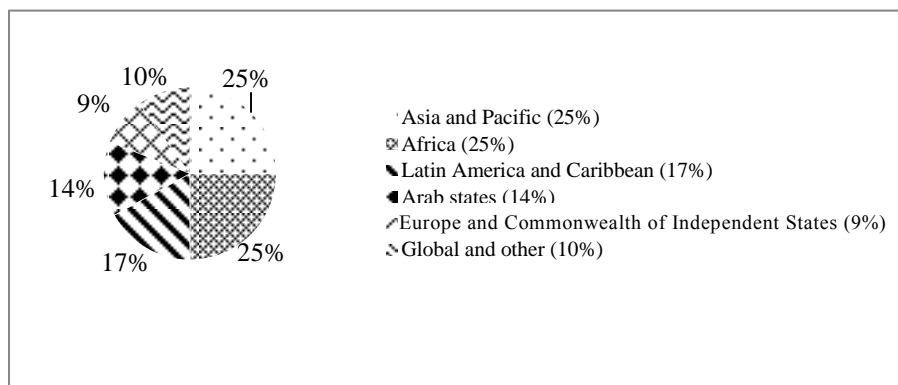 10%
25%
9%
14%
17%
25%
Asia and Pacific (25%)
Africa (25%)
Latin America and Caribbean (17%)
Arab states (14%)
Europe and Commonwealth of Independent States (9%)
Global and other (10%)